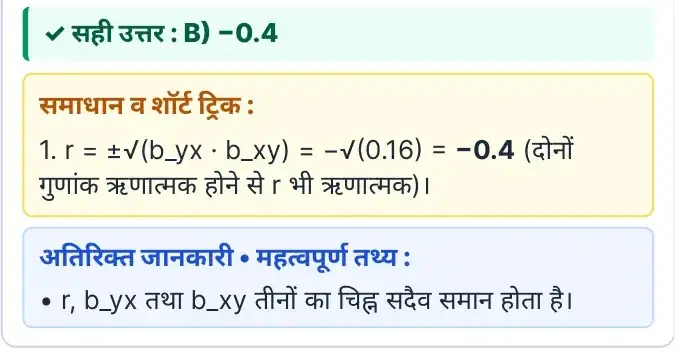 ✓ सही उत्तर : B) −0.4
समाधान व शॉर्ट ट्रिक :
1. r = ±√(b_yx · b_xy) = −√(0.16) = −0.4 (दोनों
गुणांक ऋणात्मक होने से r भी ऋणात्मक)।
अतिरिक्त जानकारी • महत्वपूर्ण तथ्य :
• r, b_yx तथा b_xy तीनों का चिह्न सदैव समान होता है।